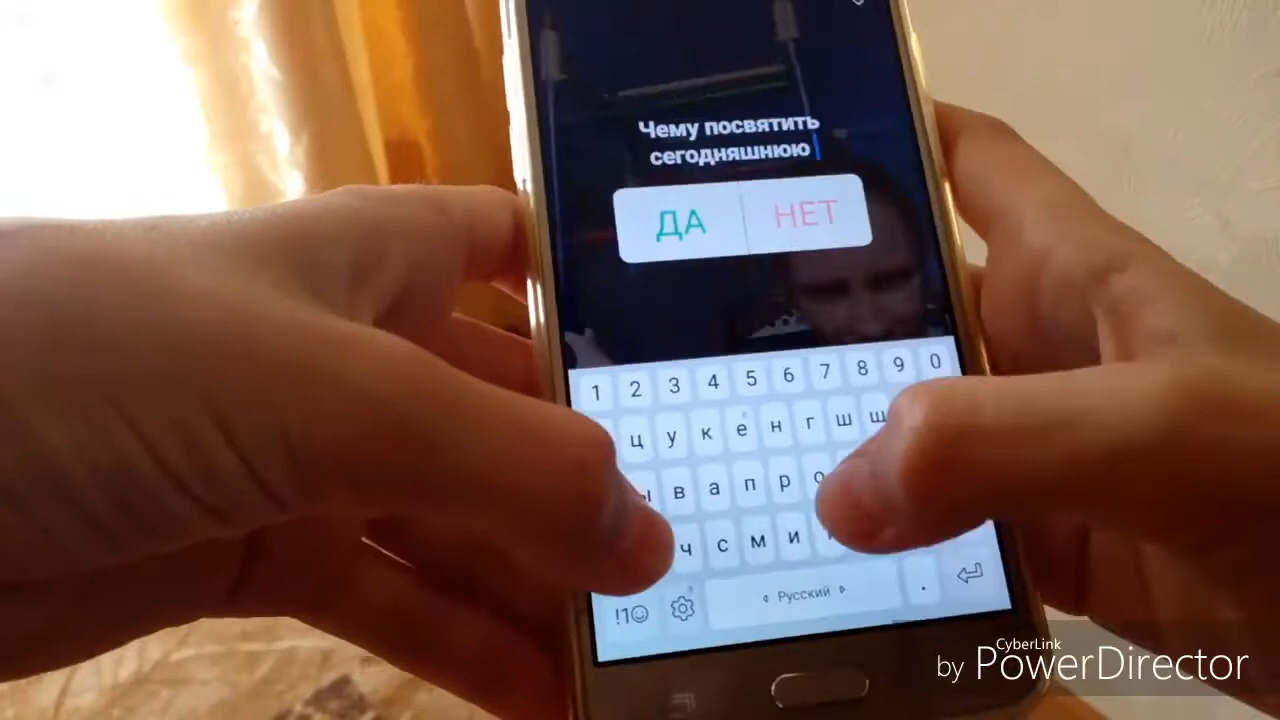 Чему посвятить
сегодняшнюю
ДА НЕТ
1 2 3 4 5 6 7 8 9 0
ц у к е н г ш щ
ы в а п р о
ч с м и
!1☺ Русский .
CyberLink
by PowerDirector